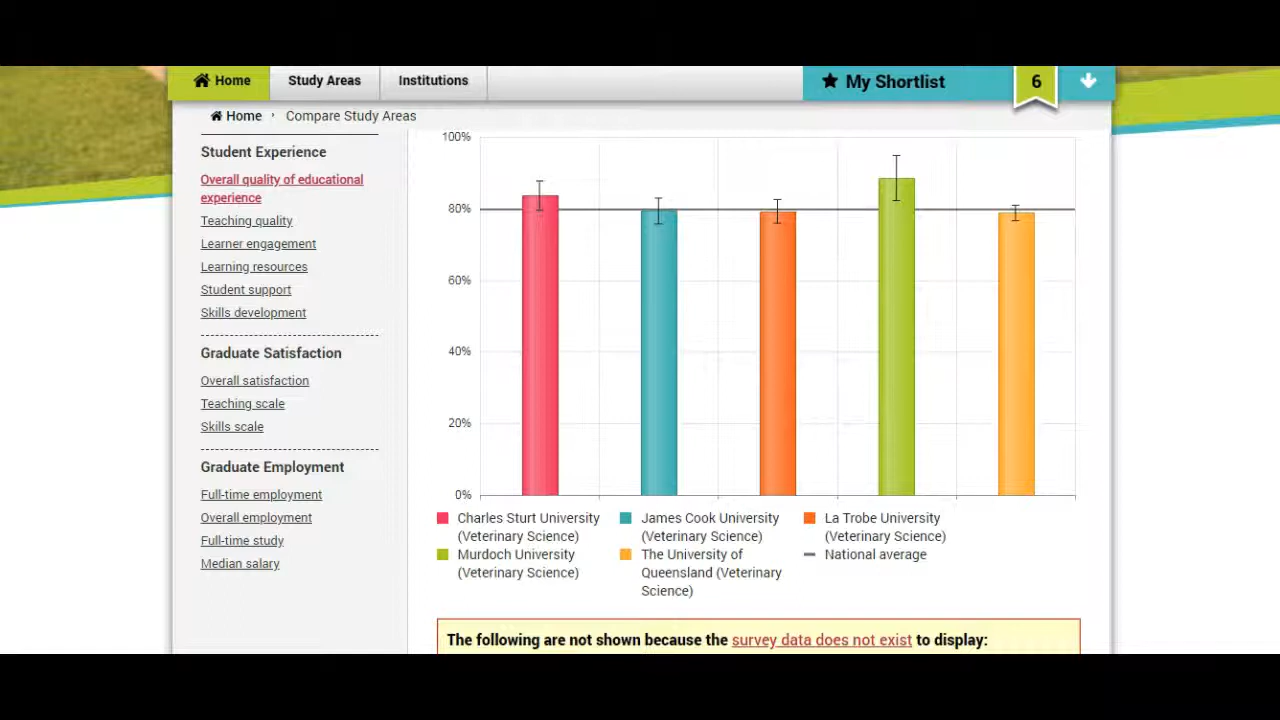 Home
Study Areas
Institutions
My Shortlist
6
Home
Compare Study Areas
Student Experience
Overall quality of educational
experience
Teaching quality
Learner engagement
Learning resources
Student support
Skills development
Graduate Satisfaction
Overall satisfaction
Teaching scale
Skills scale
Graduate Employment
Full-time employment
Overall employment
Full-time study
Median salary
100%
80%
60%
40%
20%
0%
Charles Sturt University
(Veterinary Science)
James Cook University
(Veterinary Science)
La Trobe University
(Veterinary Science)
Murdoch University
(Veterinary Science)
The University of
Queensland (Veterinary
Science)
National average
The following are not shown because the survey data does not exist to display: